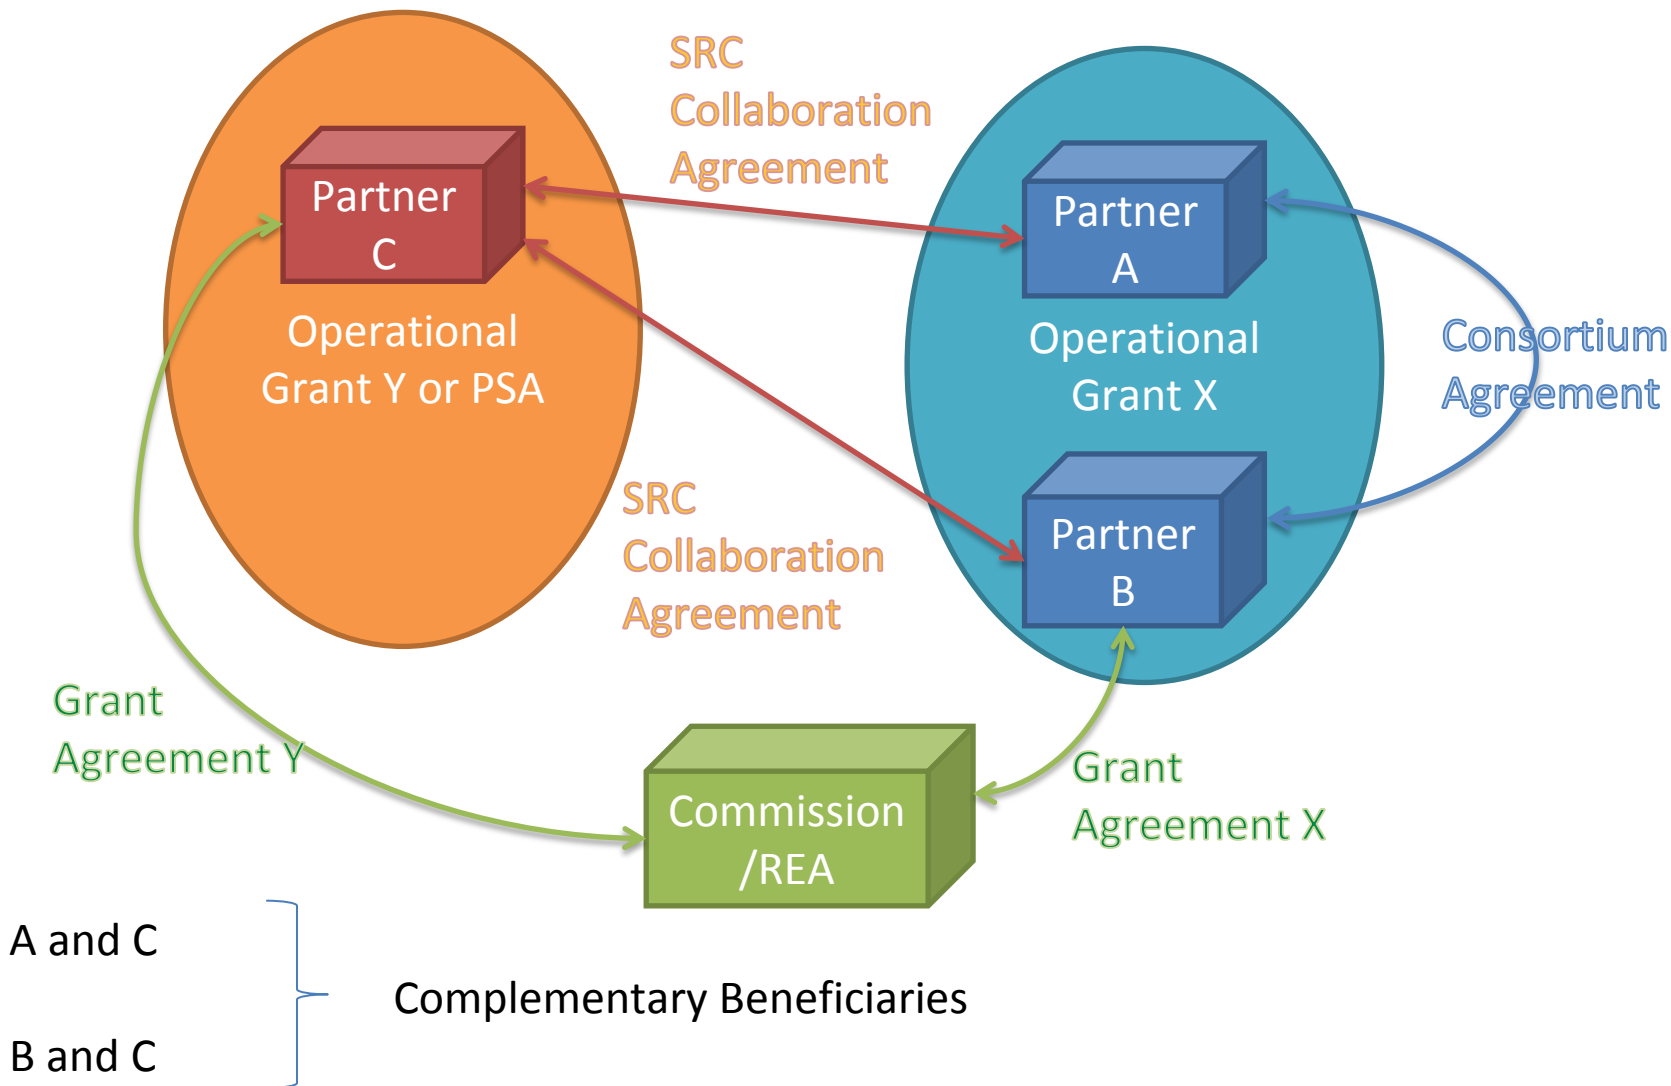 SRC
Collaboration
Agreement
Partner
C
Operational
Grant Y or PSA
Partner
A
Operational
Grant X
Consortium
Agreement
SRC
Collaboration
Agreement
Partner
B
Grant
Agreement Y
Commission
/REA
Grant
Agreement X
A and C
Complementary Beneficiaries
B and C